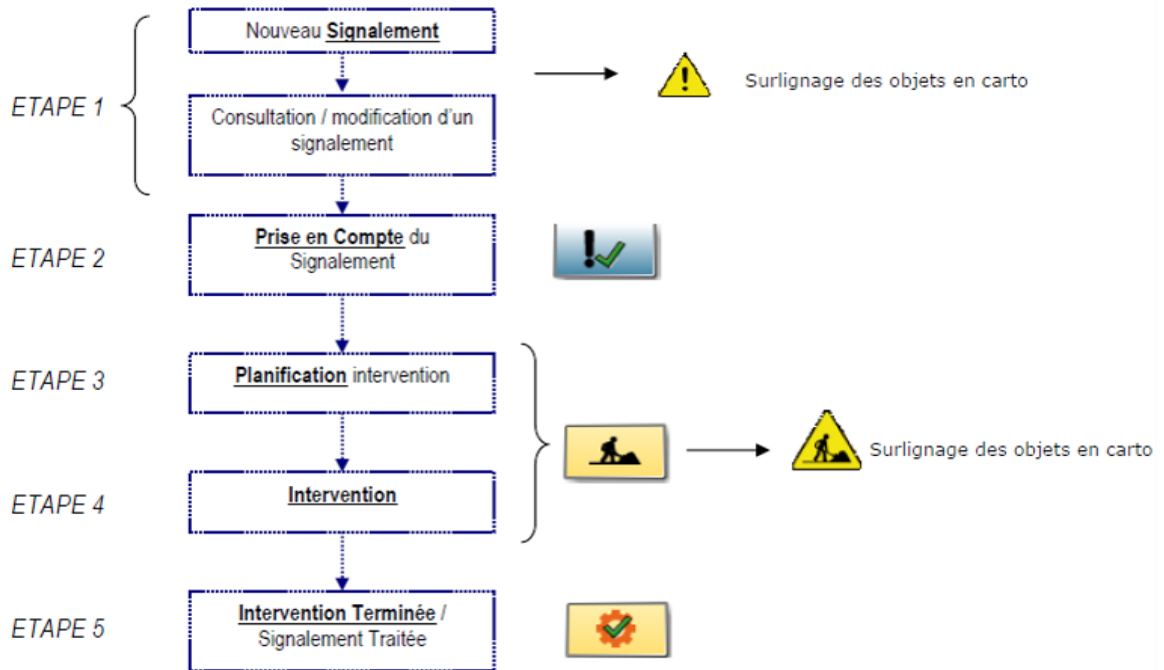 Nouveau Signalement
Surlignage des objets en carto
ETAPE 1
Consultation / modification d'un
signalement
ETAPE 2
Prise en Compte du
Signalement
ETAPE 3
Planification intervention
Surlignage des objets en carto
ETAPE 4
Intervention
ETAPE 5
Intervention Terminée /
Signalement Traitée